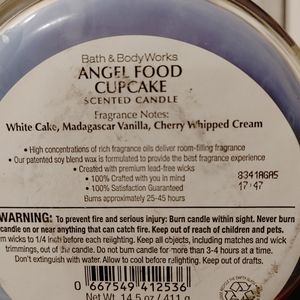 Bath & Body Works
ANGEL FOOD
CUPCAKE
SCENTED CANDLE
Fragrance Notes:
White Cake, Madagascar Vanilla, Cherry Whipped Cream
• High concentrations of rich fragrance oils deliver room-filling fragrance
• Our patented soy blend wax is formulated to provide the best fragrance experience
• Created with premium lead-free wicks
• 100% Created with you in mind
• 100% Satisfaction Guaranteed
Burns approximately 25-45 hours
8341AGA5
17:47
WARNING: To prevent fire and serious injury: Burn candle within sight. Never burn
candle on or near anything that can catch fire. Keep out of reach of children and pets.
wicks to 1/4 inch before each relighting. Keep all objects, including matches and wick
trimmings, out of the candle. Do not burn candle for more than 3-4 hours at a time.
Don't extinguish with water. Allow to cool before relighting. Keep out of drafts.
0 667549 412536
Net Wt. 14.5 oz / 411 g